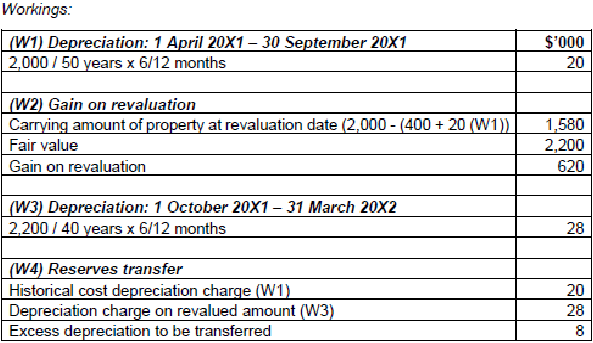 Workings:
(W1) Depreciation: 1 April 20X1 – 30 September 20X1 $'000
2,000 / 50 years x 6/12 months 20
(W2) Gain on revaluation
Carrying amount of property at revaluation date (2,000 - (400 + 20 (W1)) 1,580
Fair value 2,200
Gain on revaluation 620
(W3) Depreciation: 1 October 20X1 – 31 March 20X2
2,200 / 40 years x 6/12 months 28
(W4) Reserves transfer
Historical cost depreciation charge (W1) 20
Depreciation charge on revalued amount (W3) 28
Excess depreciation to be transferred 8